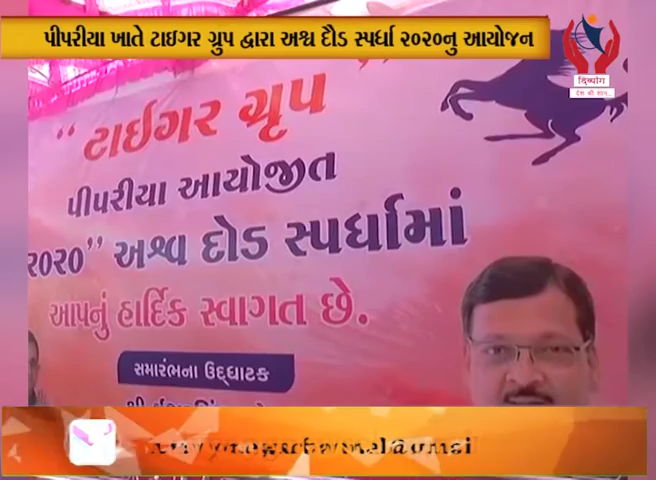 પીપરીયા ખાતે ટાઇગર ગ્રુપ દ્વારા અશ્વ દૌડ સ્પર્ધા ૨૦૨૦નુ આયોજન
दिव्यांग
देश की शान..
"ટાઈગર ગ્રૃપ"
પીપરીયા આયોજીત
૨૦૨૦" અશ્વ દોડ સ્પર્ધામાં
આપનું હાર્દિક સ્વાગત છે.
સમારંભના ઉદ્ઘાટક